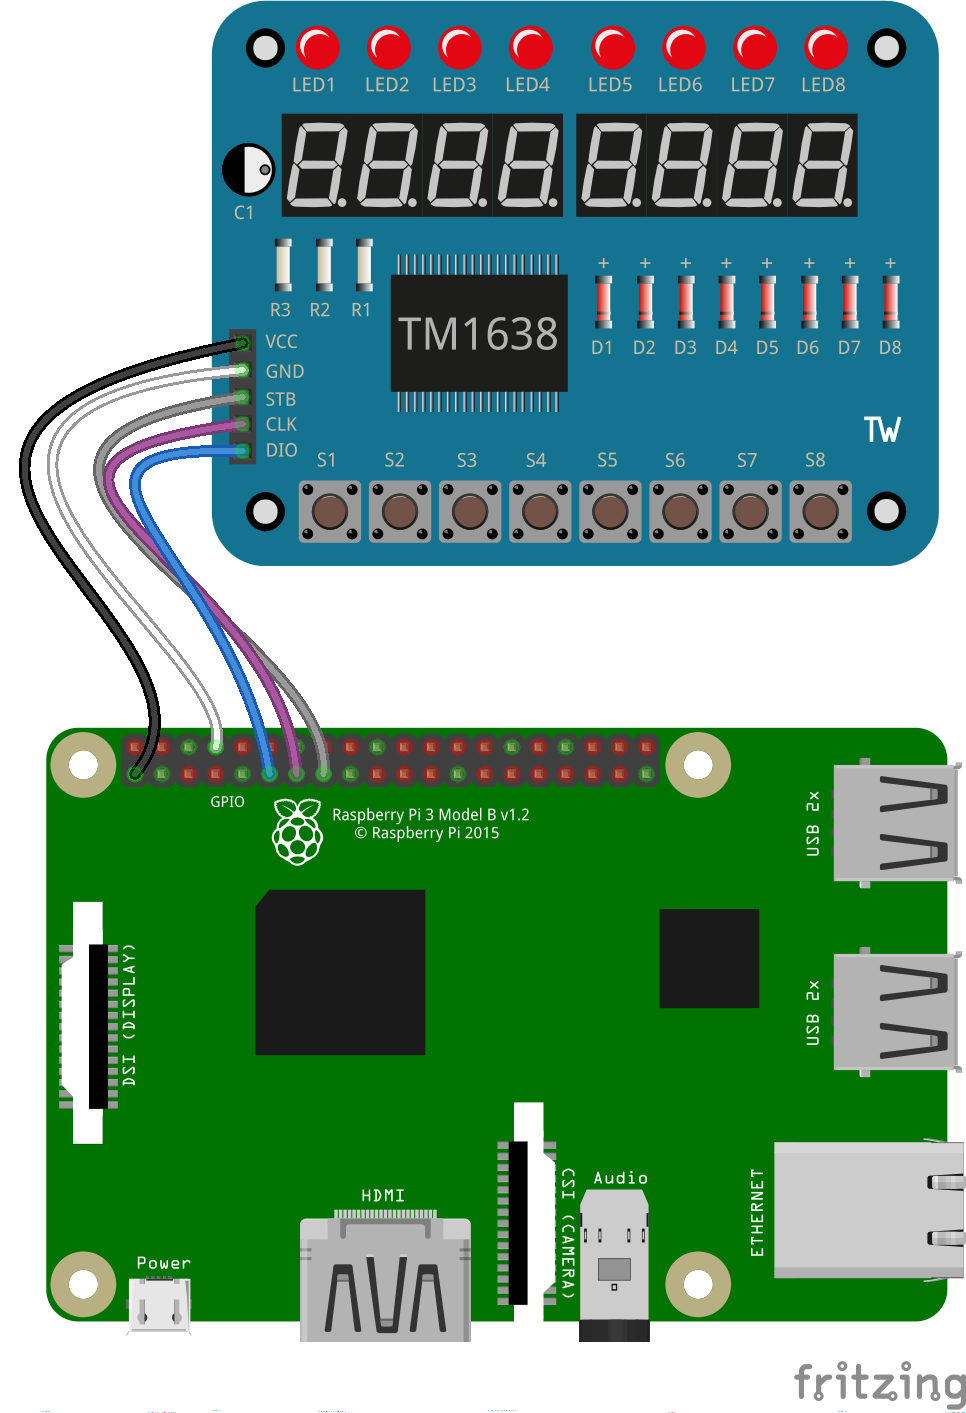 LED1 LED2 LED3 LED4 LED5 LED6 LED7 LED8
C1
R3 R2 R1
+ + + + + + + +
D1 D2 D3 D4 D5 D6 D7 D8
TM1638
VCC
GND
STB
CLK
DIO
TW
S1 S2 S3 S4 S5 S6 S7 S8
GPIO
Raspberry Pi 3 Model B v1.2
© Raspberry Pi 2015
USB 2x
USB 2x
DSI (DISPLAY)
HDMI
Power
CSI (CAMERA)
Audio
ETHERNET
fritzing